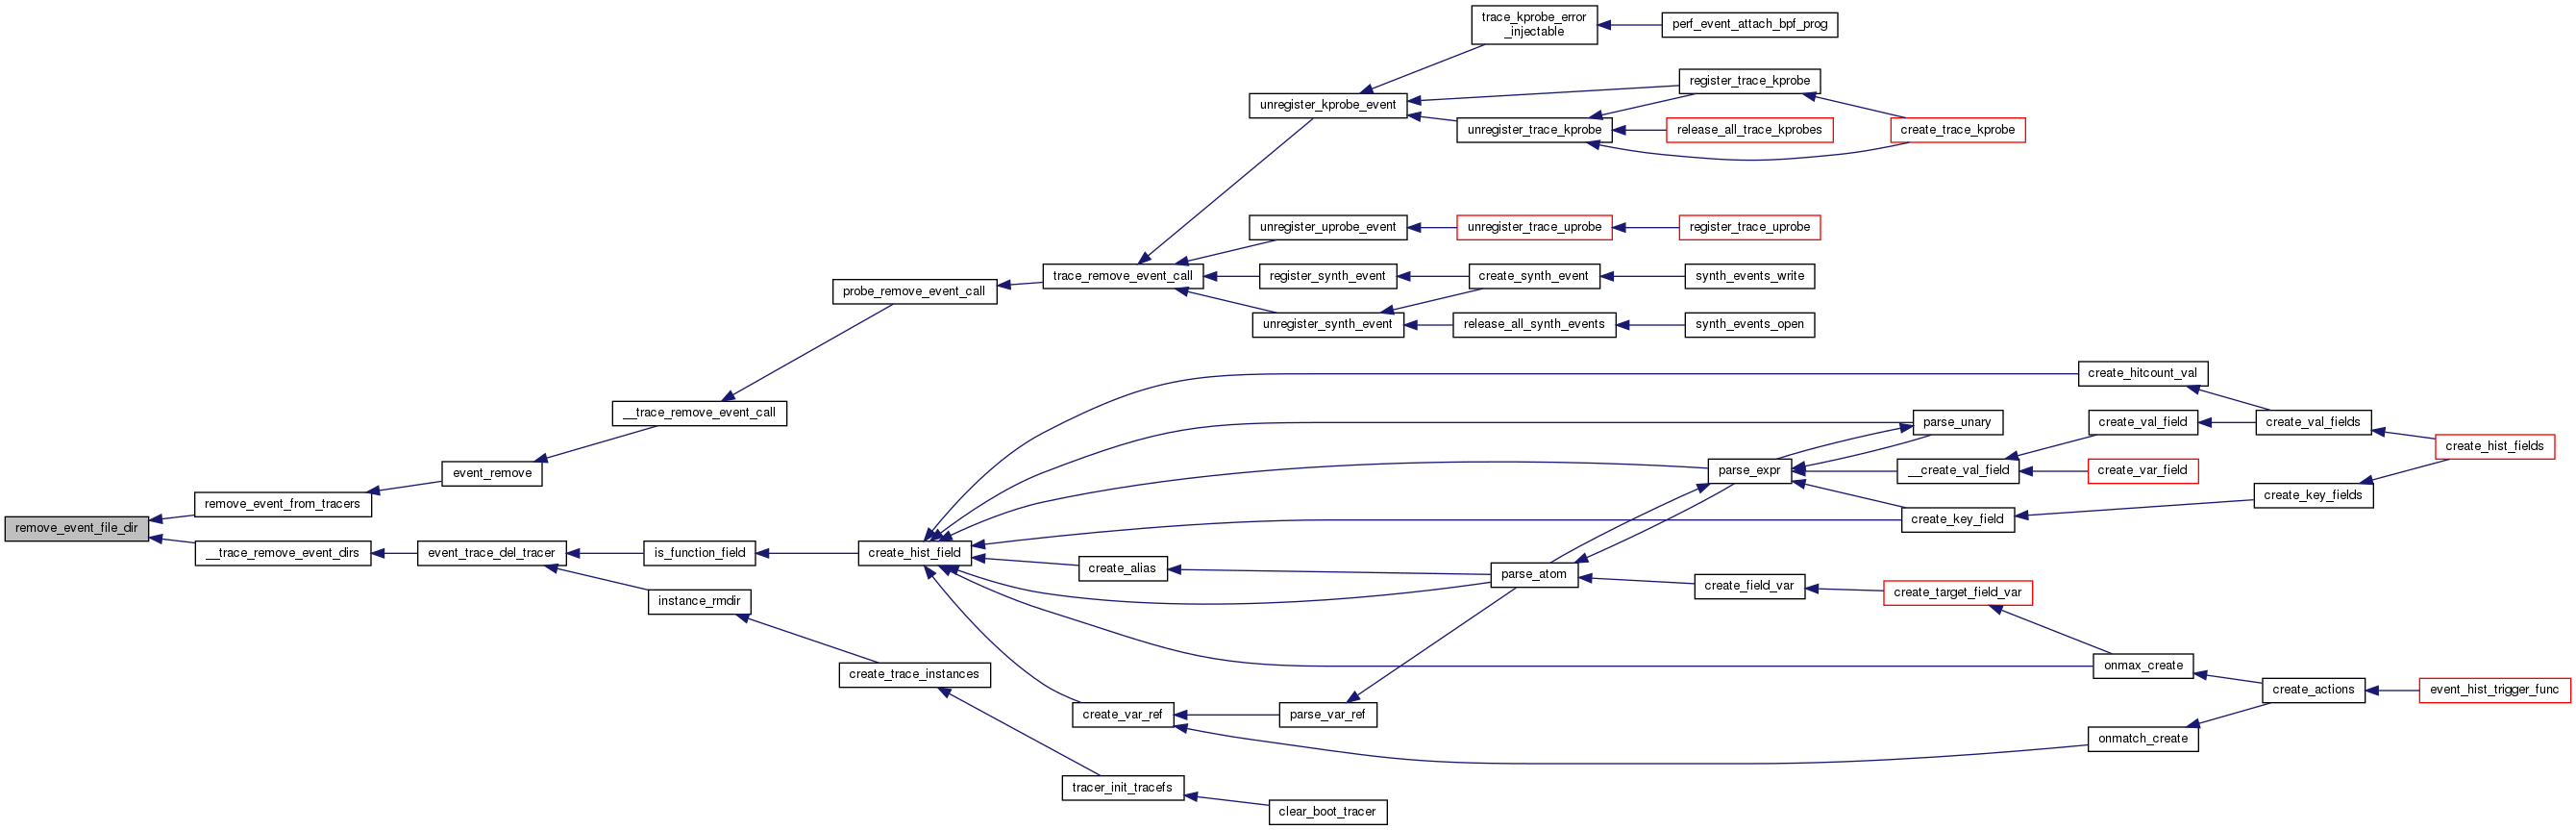 trace_kprobe_error
_injectable
perf_event_attach_bpf_prog
register_trace_kprobe
unregister_kprobe_event
unregister_trace_kprobe
release_all_trace_kprobes
create_trace_kprobe
unregister_uprobe_event
unregister_trace_uprobe
register_trace_uprobe
trace_remove_event_call
register_synth_event
create_synth_event
synth_events_write
probe_remove_event_call
unregister_synth_event
release_all_synth_events
synth_events_open
create_hitcount_val
__trace_remove_event_call
parse_unary
create_val_field
create_val_fields
create_hist_fields
event_remove
parse_expr
__create_val_field
create_var_field
remove_event_from_tracers
create_key_fields
remove_event_file_dir
create_key_field
__trace_remove_event_dirs
event_trace_del_tracer
is_function_field
create_hist_field
create_alias
parse_atom
create_field_var
create_target_field_var
instance_rmdir
onmax_create
create_trace_instances
create_actions
event_hist_trigger_func
create_var_ref
parse_var_ref
onmatch_create
tracer_init_tracefs
clear_boot_tracer